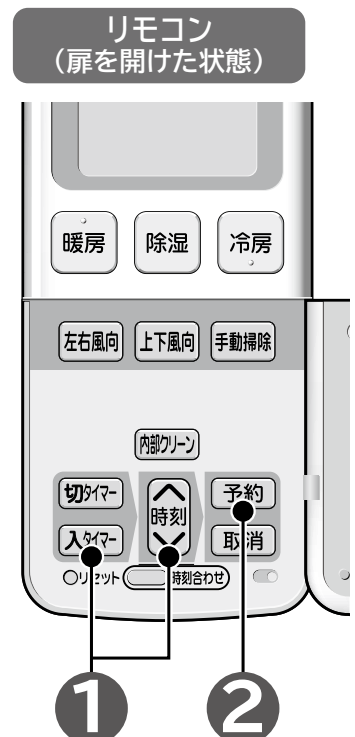 リモコン
（扉を開けた状態）
暖房 除湿 冷房
左右風向 上下風向 手動掃除
内部クリーン
切タイマー 時刻 予約
入タイマー 取消
リセット 時刻合わせ
1 2